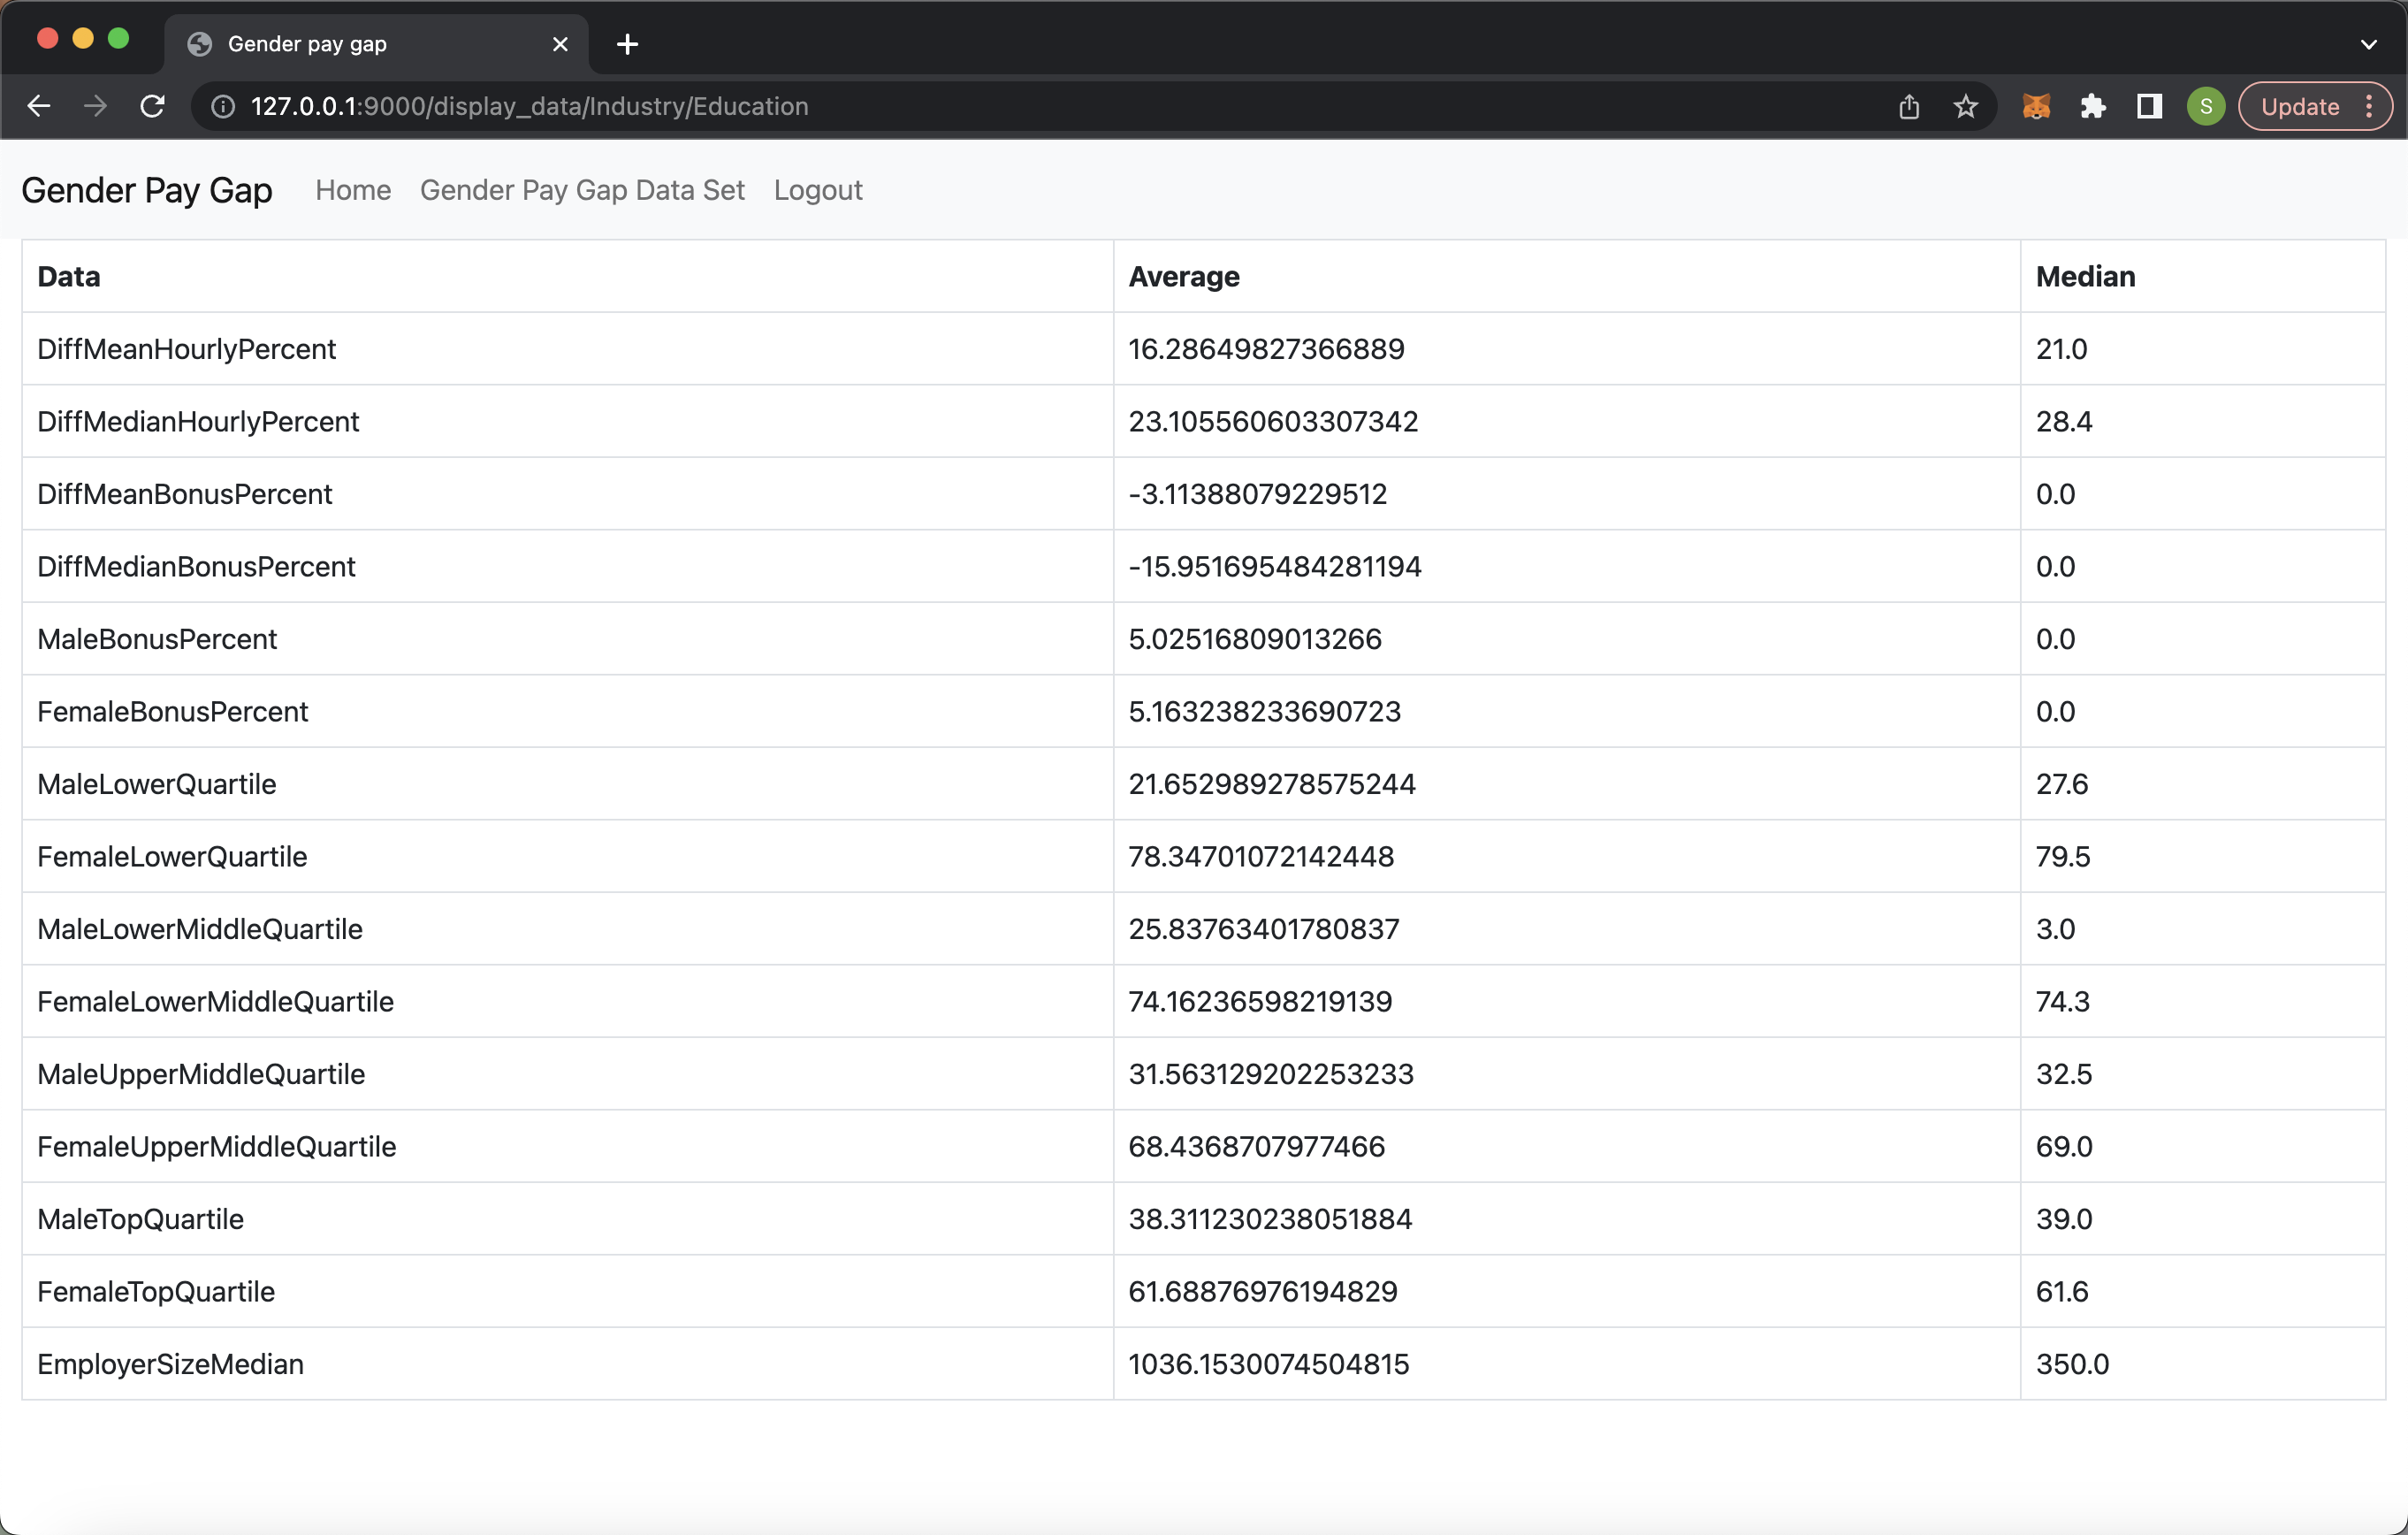 Gender pay gap
127.0.0.1:9000/display_data/Industry/Education
S
Update
Gender Pay Gap Home Gender Pay Gap Data Set Logout
Data Average Median
DiffMeanHourlyPercent 16.28649827366889 21.0
DiffMedianHourlyPercent 23.105560603307342 28.4
DiffMeanBonusPercent -3.11388079229512 0.0
DiffMedianBonusPercent -15.951695484281194 0.0
MaleBonusPercent 5.02516809013266 0.0
FemaleBonusPercent 5.163238233690723 0.0
MaleLowerQuartile 21.652989278575244 27.6
FemaleLowerQuartile 78.34701072142448 79.5
MaleLowerMiddleQuartile 25.83763401780837 3.0
FemaleLowerMiddleQuartile 74.16236598219139 74.3
MaleUpperMiddleQuartile 31.563129202253233 32.5
FemaleUpperMiddleQuartile 68.4368707977466 69.0
MaleTopQuartile 38.311230238051884 39.0
FemaleTopQuartile 61.68876976194829 61.6
EmployerSizeMedian 1036.1530074504815 350.0